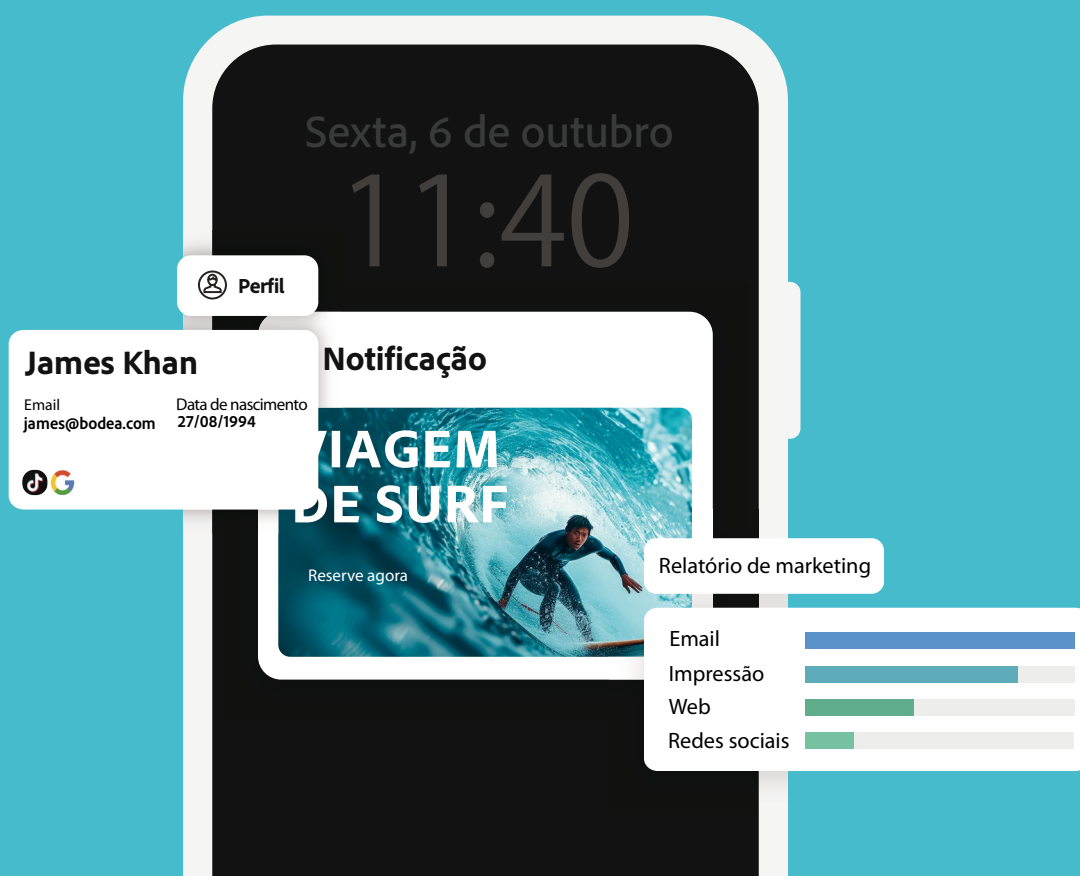 Sexta, 6 de outubro
11:40
Perfil
James Khan
Email
james@bodea.com
Data de nascimento
27/08/1994
Notificação
VIAGEM
DE SURF
Reserve agora
Relatório de marketing
Email
Impressão
Web
Redes sociais